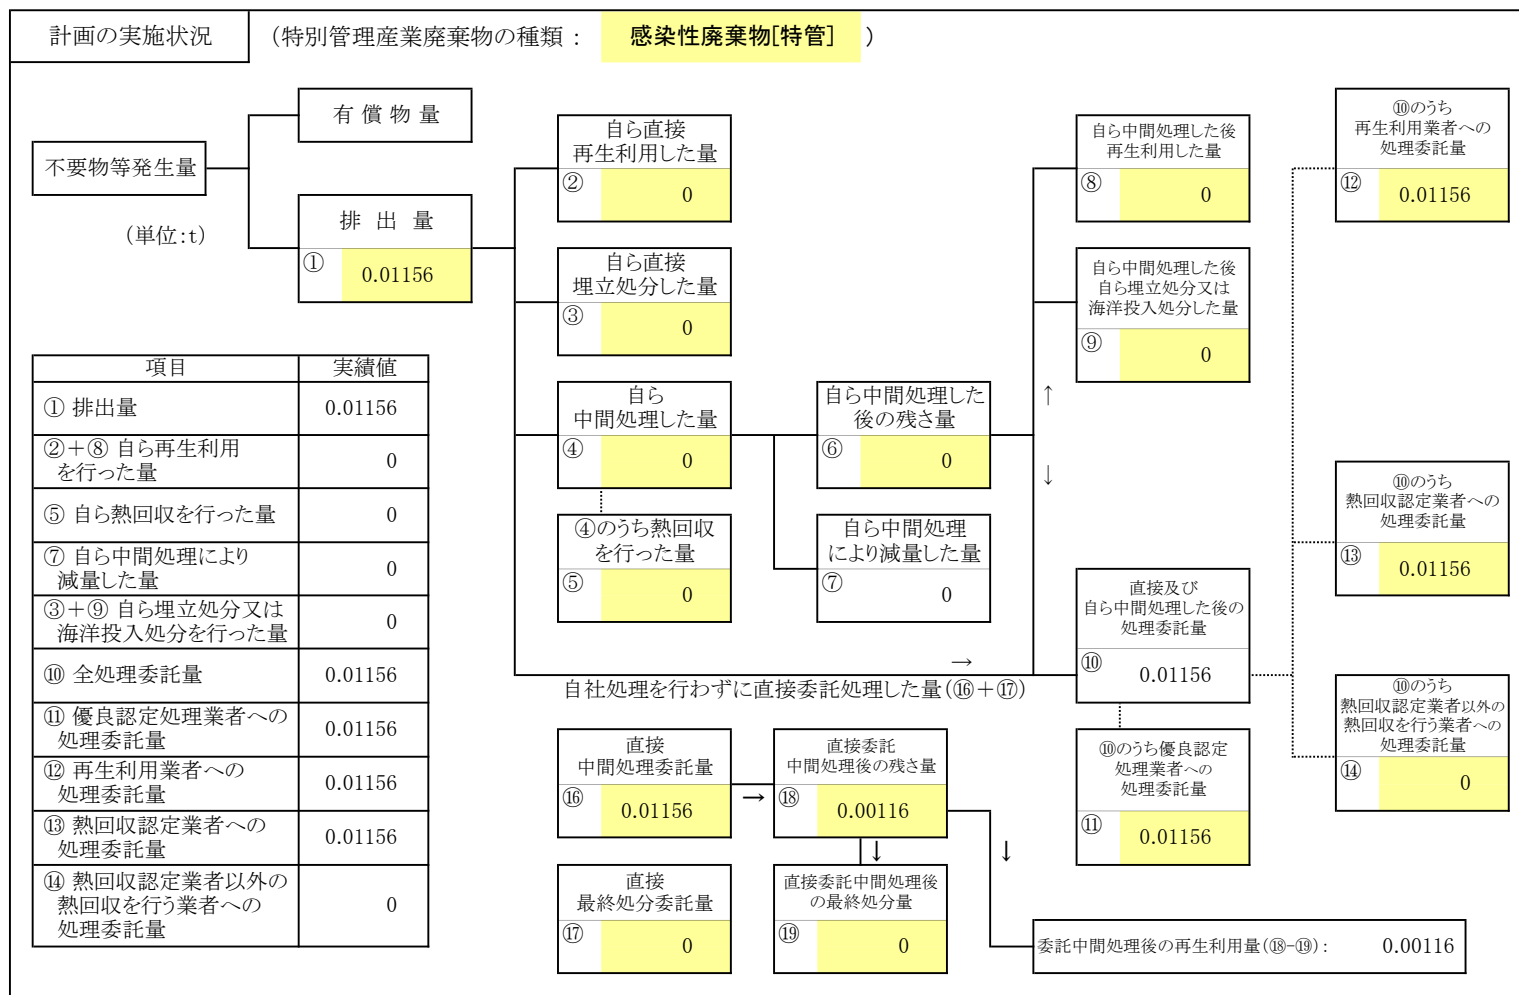 計画の実施状況
(特別管理産業廃棄物の種類： 感染性廃棄物[特管] )
不要物等発生量
(単位:t)
有 償 物 量
排 出 量
① 0.01156
自ら直接
再生利用した量
② 0
自ら直接
埋立処分した量
③ 0
自ら
中間処理した量
④ 0
④のうち熱回収
を行った量
⑤ 0
自ら中間処理した
後の残さ量
⑥ 0
自ら中間処理
により減量した量
⑦ 0
自ら中間処理した後
再生利用した量
⑧ 0
自ら中間処理した後
自ら埋立処分又は
海洋投入処分した量
⑨ 0
↑
↓
→
自社処理を行わずに直接委託処理した量(⑯＋⑰)
直接及び
自ら中間処理した後の
処理委託量
⑩ 0.01156
⑩のうち優良認定
処理業者への
処理委託量
⑪ 0.01156
⑩のうち
再生利用業者への
処理委託量
⑫ 0.01156
⑩のうち
熱回収認定業者への
処理委託量
⑬ 0.01156
⑩のうち
熱回収認定業者以外の
熱回収を行う業者への
処理委託量
⑭ 0
直接
中間処理委託量
⑯ 0.01156
→
直接委託
中間処理後の残さ量
⑱ 0.00116
↓
↓
直接
最終処分委託量
⑰ 0
直接委託中間処理後
の最終処分量
⑲ 0
委託中間処理後の再生利用量(⑱-⑲)： 0.00116
項目 実績値
① 排出量 0.01156
②＋⑧ 自ら再生利用
を行った量 0
⑤ 自ら熱回収を行った量 0
⑦ 自ら中間処理により
減量した量 0
③＋⑨ 自ら埋立処分又は
海洋投入処分を行った量 0
⑩ 全処理委託量 0.01156
⑪ 優良認定処理業者への
処理委託量 0.01156
⑫ 再生利用業者への
処理委託量 0.01156
⑬ 熱回収認定業者への
処理委託量 0.01156
⑭ 熱回収認定業者以外の
熱回収を行う業者への
処理委託量 0